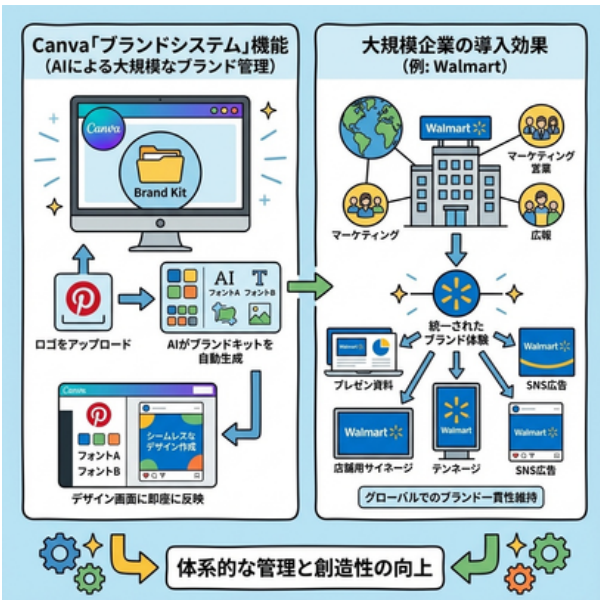 Canva「ブランドシステム」機能
（AIによる大規模なブランド管理）
Canva
Brand Kit
ロゴをアップロード
AI
フォントA
T
フォントB
AIがブランドキットを
自動生成
Canva
フォントA
フォントB
シームレスな
デザイン作成
デザイン画面に即座に反映
大規模企業の導入効果
（例: Walmart）
Walmart
マーケティング
営業
マーケティング
広報
統一された
ブランド体験
Walmart
プレゼン資料
Walmart
SNS広告
Walmart
店舗用サイネージ
Walmart
テンネージ
Walmart
SNS広告
グローバルでのブランド一貫性維持
体系的な管理と創造性の向上